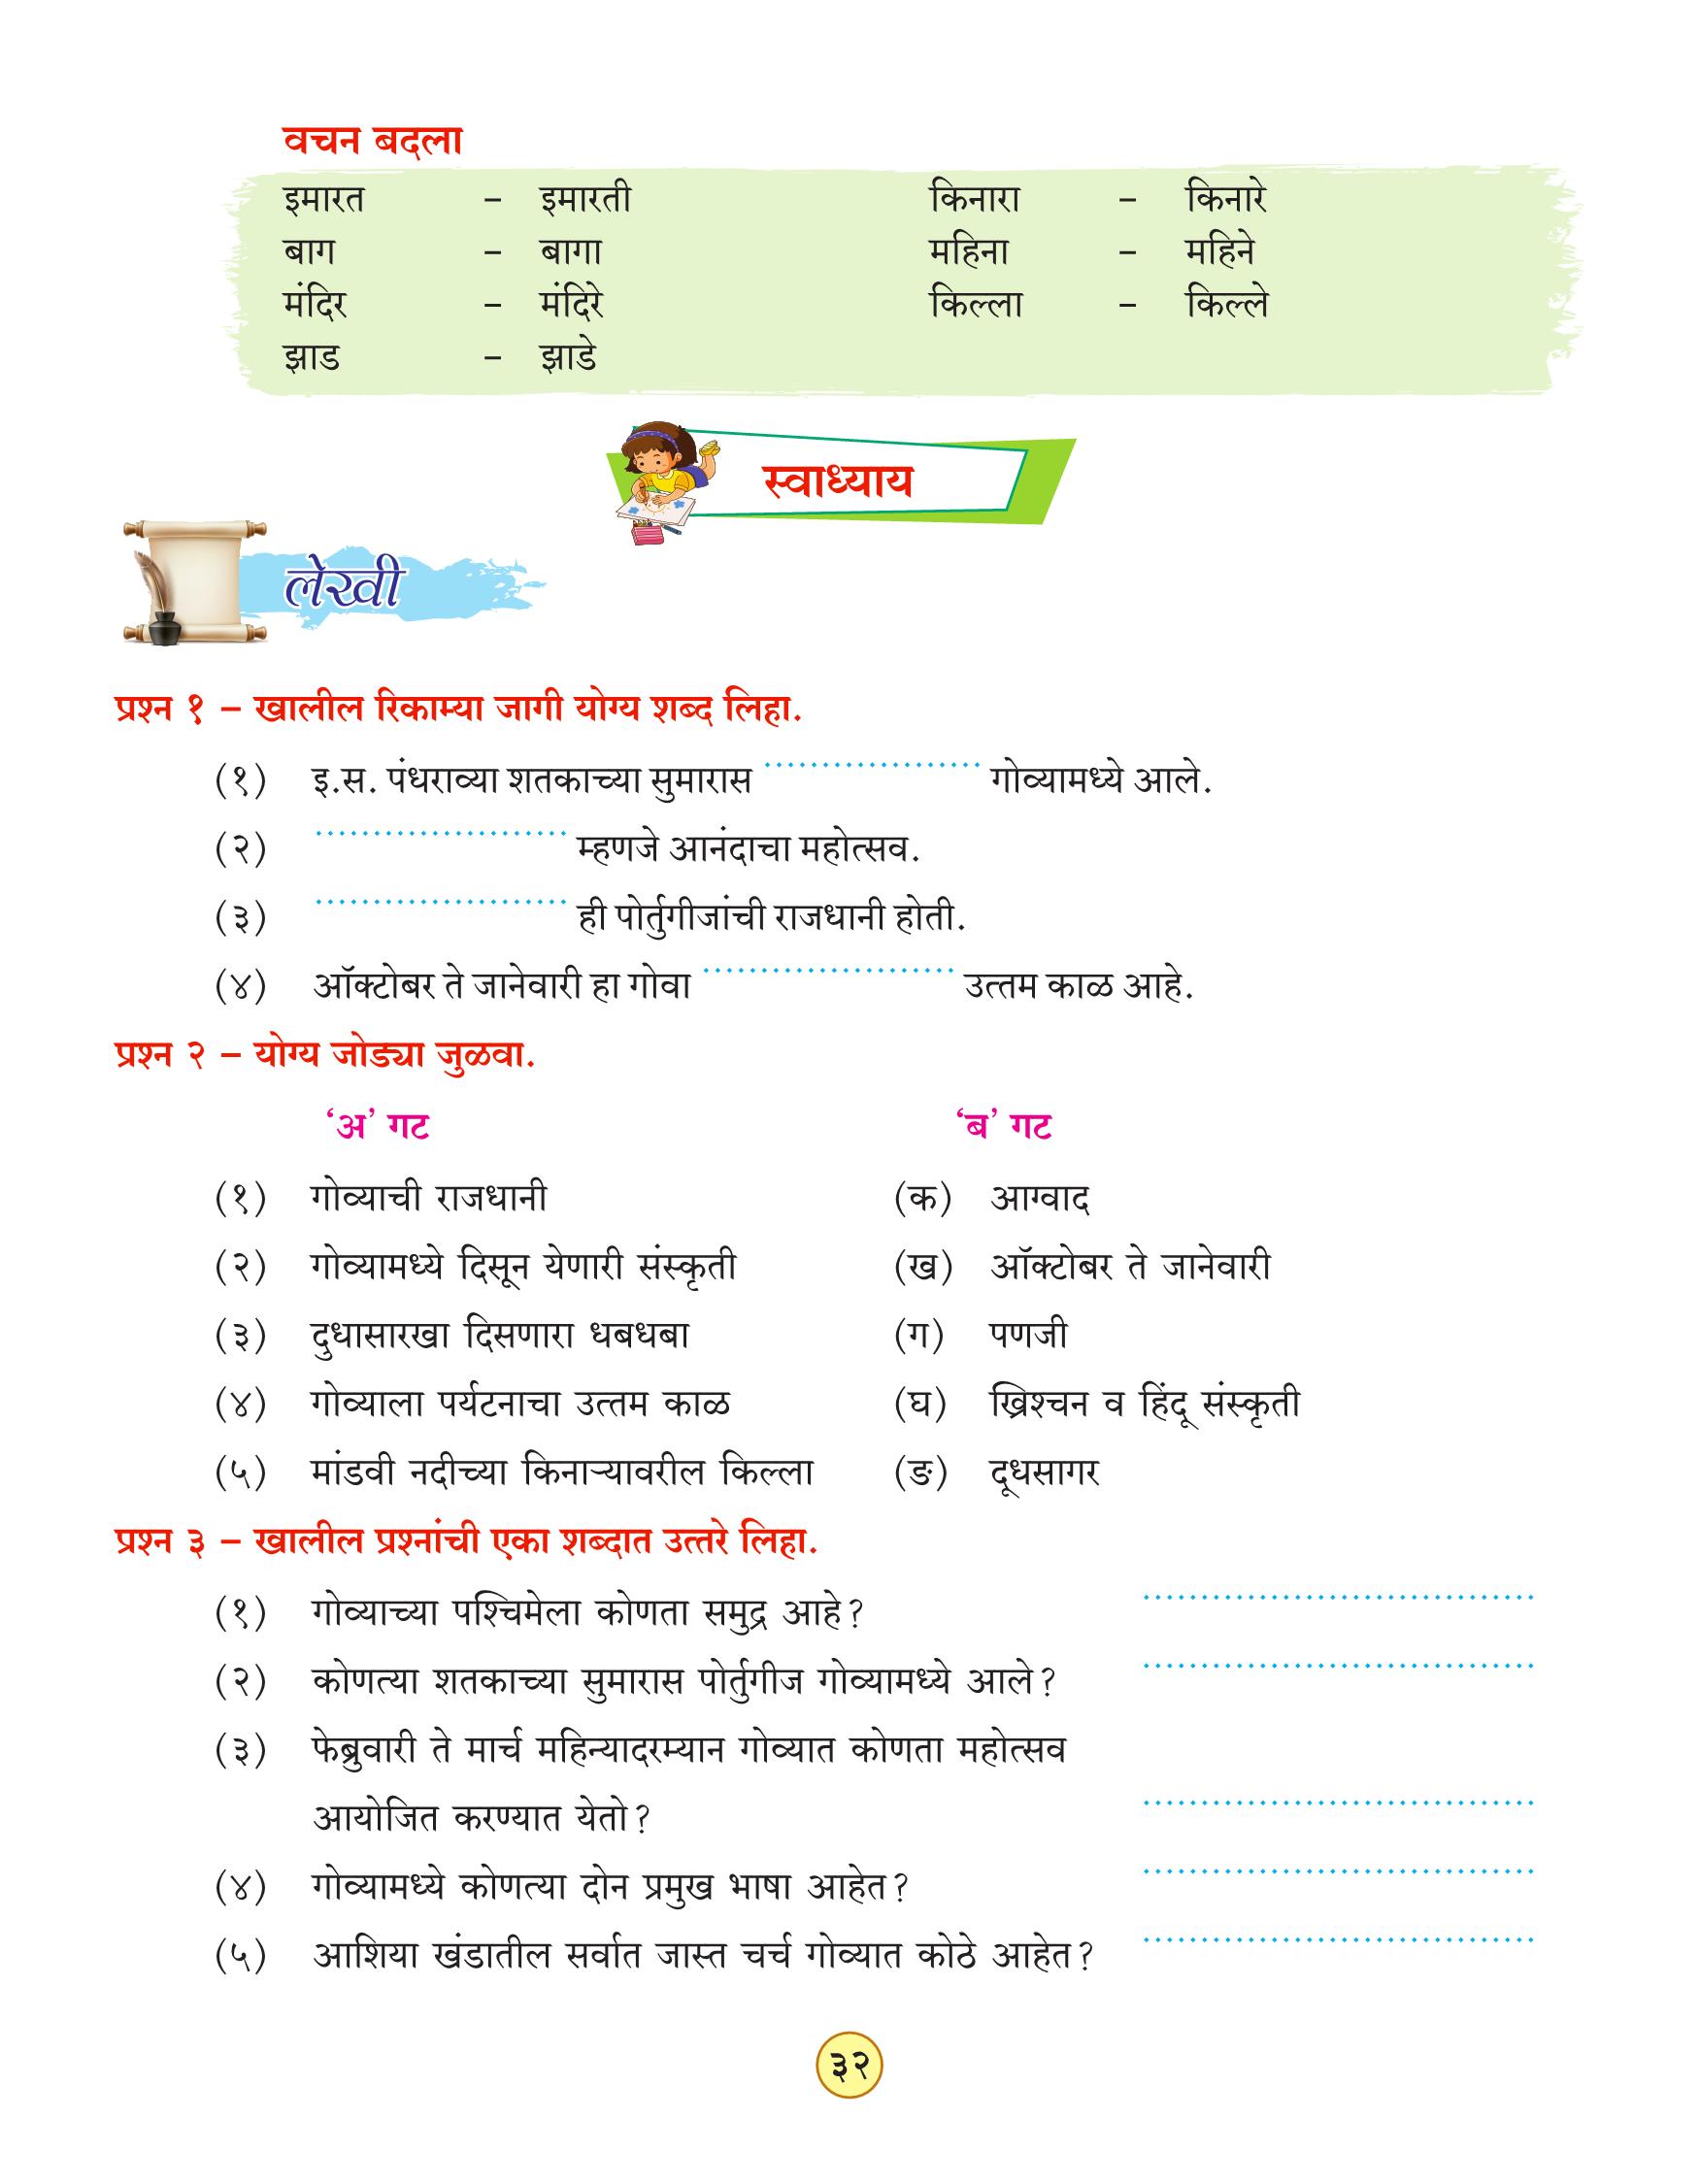 वचन बदला
इमारत – इमारती किनारा – किनारे
बाग – बागा महिना – महिने
मंदिर – मंदिरे किल्ला – किल्ले
झाड – झाडे
स्वाध्याय
लेखी
प्रश्न १ – खालील रिकाम्या जागी योग्य शब्द लिहा.
(१) इ.स. पंधराव्या शतकाच्या सुमारास ................... गोव्यामध्ये आले.
(२) ...................... म्हणजे आनंदाचा महोत्सव.
(३) ...................... ही पोर्तुगीजांची राजधानी होती.
(४) ऑक्टोबर ते जानेवारी हा गोवा ...................... उत्तम काळ आहे.
प्रश्न २ – योग्य जोड्या जुळवा.
‘अ’ गट ‘ब’ गट
(१) गोव्याची राजधानी (क) आग्वाद
(२) गोव्यामध्ये दिसून येणारी संस्कृती (ख) ऑक्टोबर ते जानेवारी
(३) दुधासारखा दिसणारा धबधबा (ग) पणजी
(४) गोव्याला पर्यटनाचा उत्तम काळ (घ) ख्रिश्चन व हिंदू संस्कृती
(५) मांडवी नदीच्या किनाऱ्यावरील किल्ला (ङ) दूधसागर
प्रश्न ३ – खालील प्रश्नांची एका शब्दात उत्तरे लिहा.
(१) गोव्याच्या पश्चिमेला कोणता समुद्र आहे? ..................................
(२) कोणत्या शतकाच्या सुमारास पोर्तुगीज गोव्यामध्ये आले? ..................................
(३) फेब्रुवारी ते मार्च महिन्यादरम्यान गोव्यात कोणता महोत्सव
आयोजित करण्यात येतो? ..................................
(४) गोव्यामध्ये कोणत्या दोन प्रमुख भाषा आहेत? ..................................
(५) आशिया खंडातील सर्वात जास्त चर्च गोव्यात कोठे आहेत? ..................................
३२